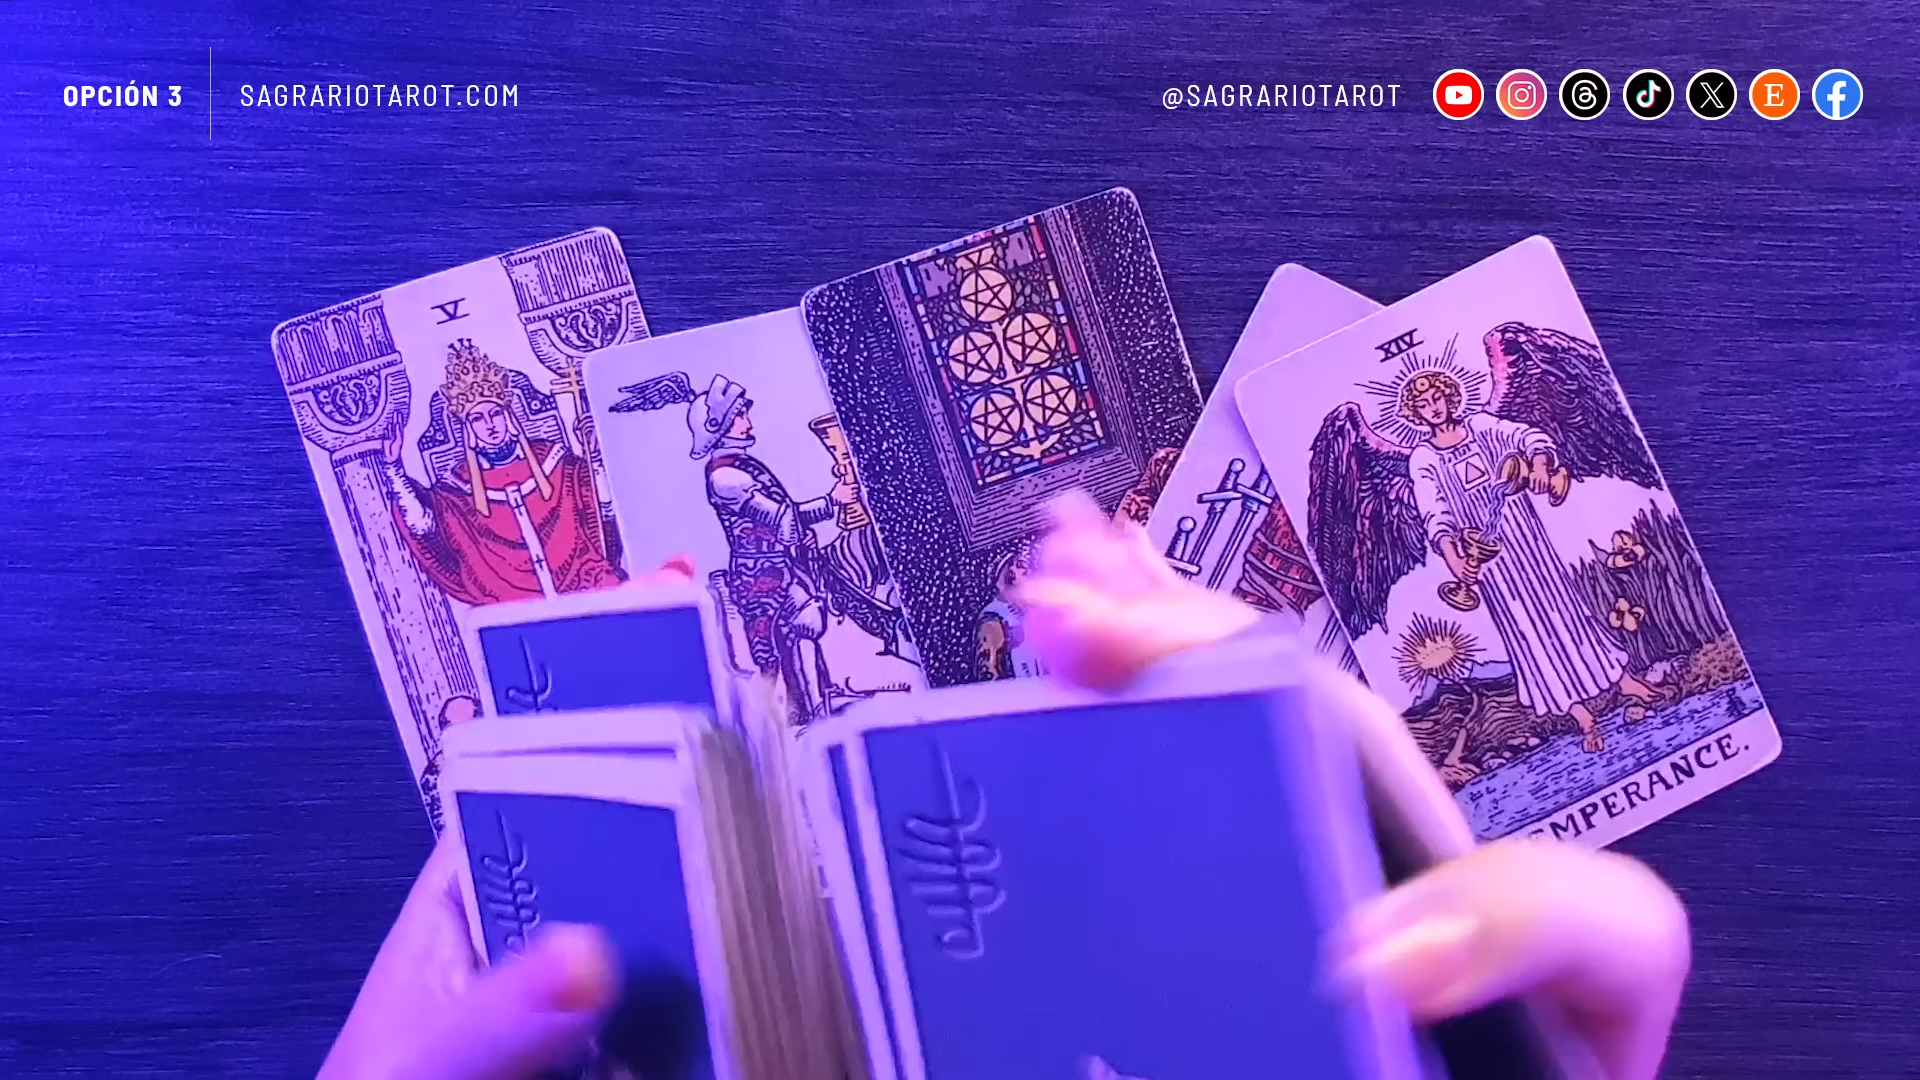 OPCIÓN 3
SAGRARIOTAROT.COM
@SAGRARIOTAROT
E
V
XIV
EMPERANCE.